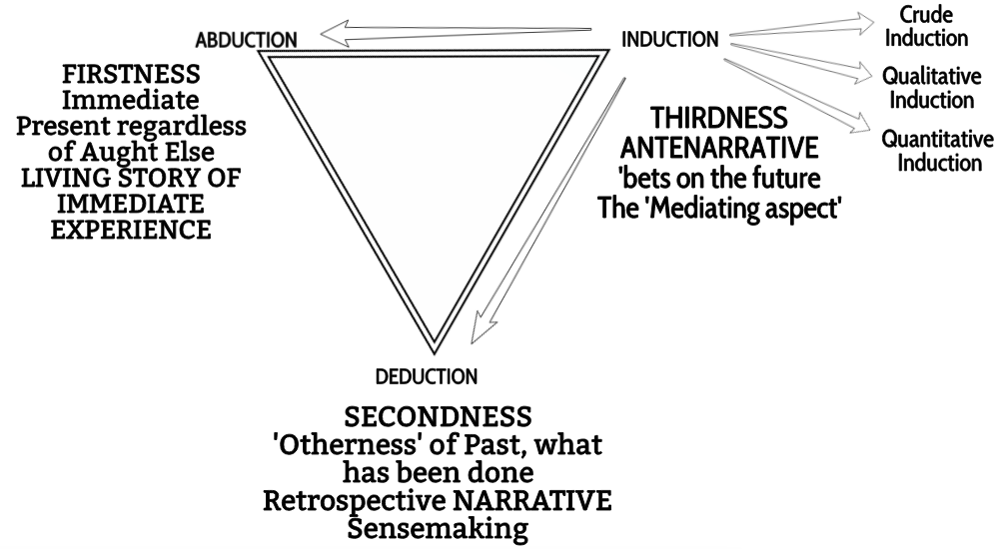 ABDUCTION
FIRSTNESS
Immediate
Present regardless
of Aught Else
LIVING STORY OF
IMMEDIATE
EXPERIENCE
INDUCTION
THIRDNESS
ANTENARRATIVE
'bets on the future
The 'Mediating aspect'
Crude
Induction
Qualitative
Induction
Quantitative
Induction
DEDUCTION
SECONDNESS
'Otherness' of Past, what
has been done
Retrospective NARRATIVE
Sensemaking